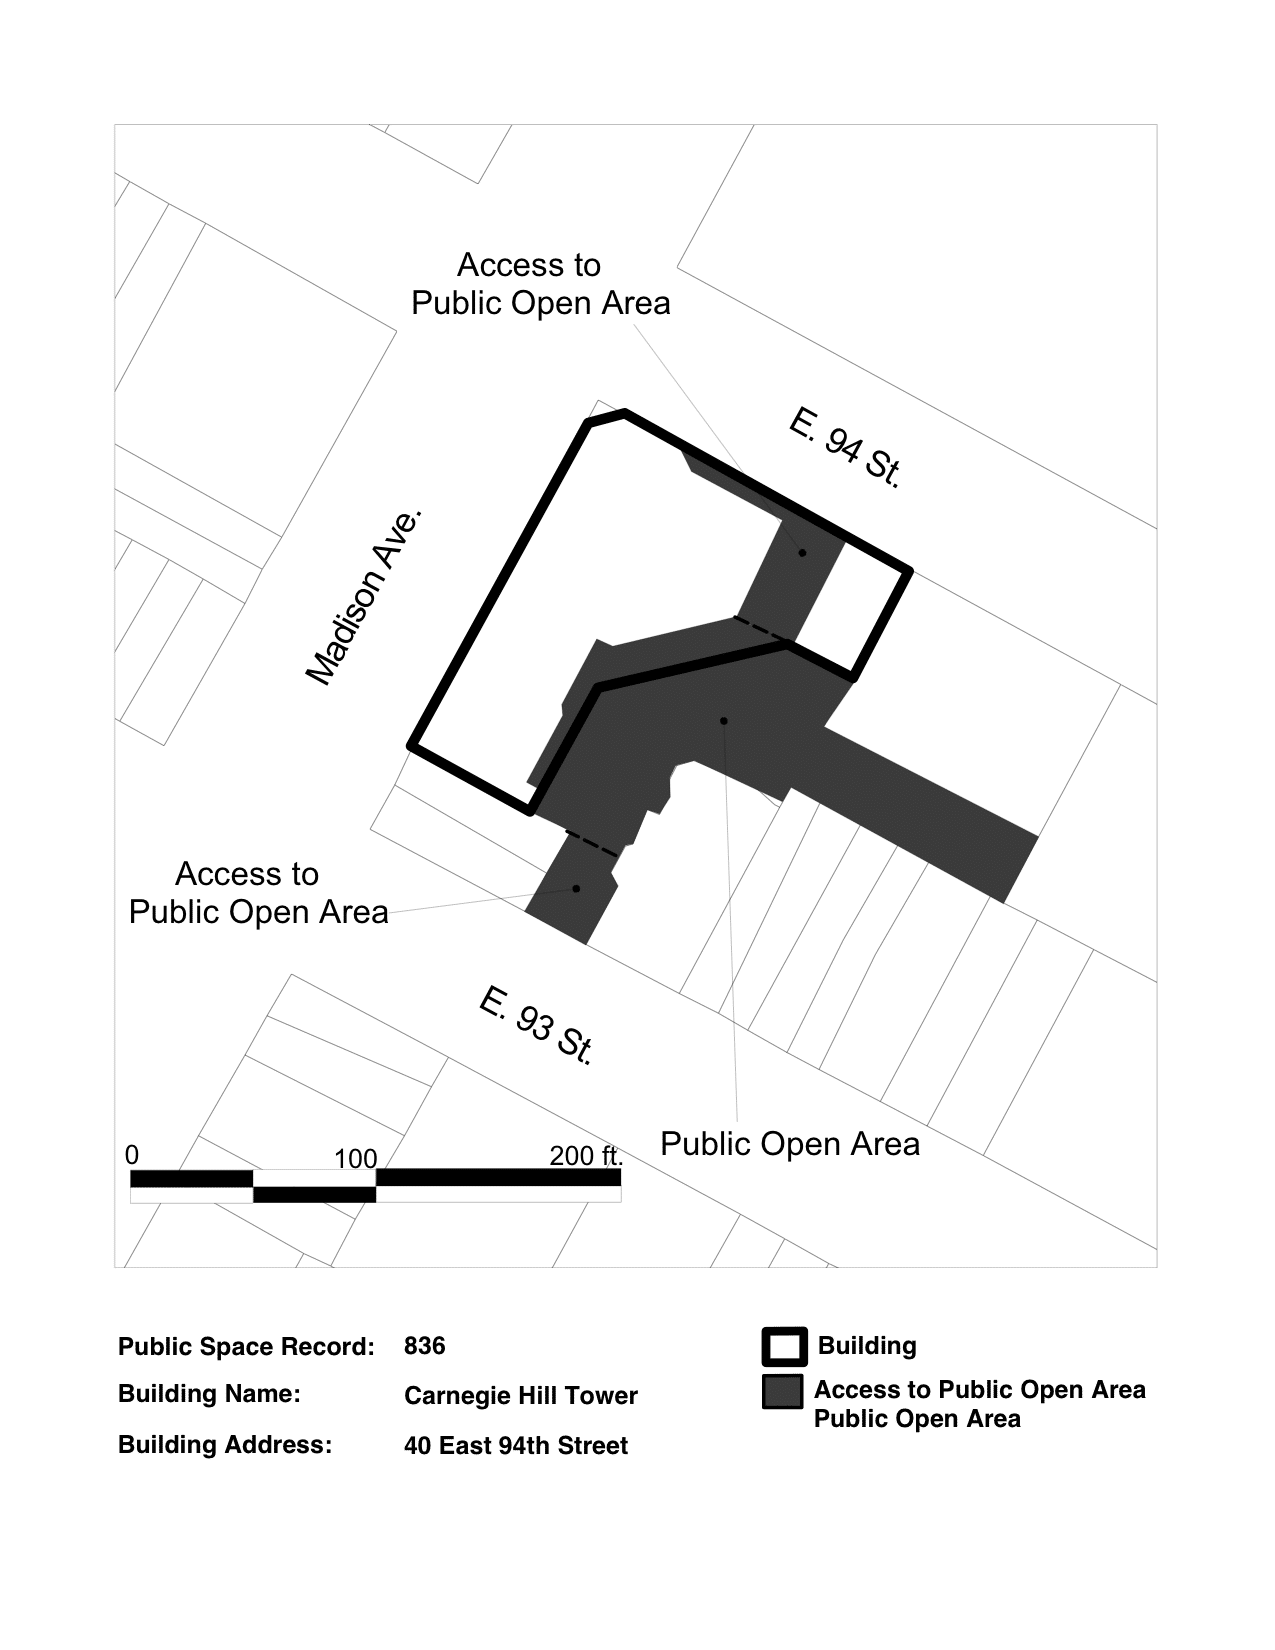 Access to
Public Open Area
E. 94 St.
Madison Ave.
Access to
Public Open Area
E. 93 St.
Public Open Area
0 100 200 ft.
Public Space Record: 836
Building Name: Carnegie Hill Tower
Building Address: 40 East 94th Street
Building
Access to Public Open Area
Public Open Area